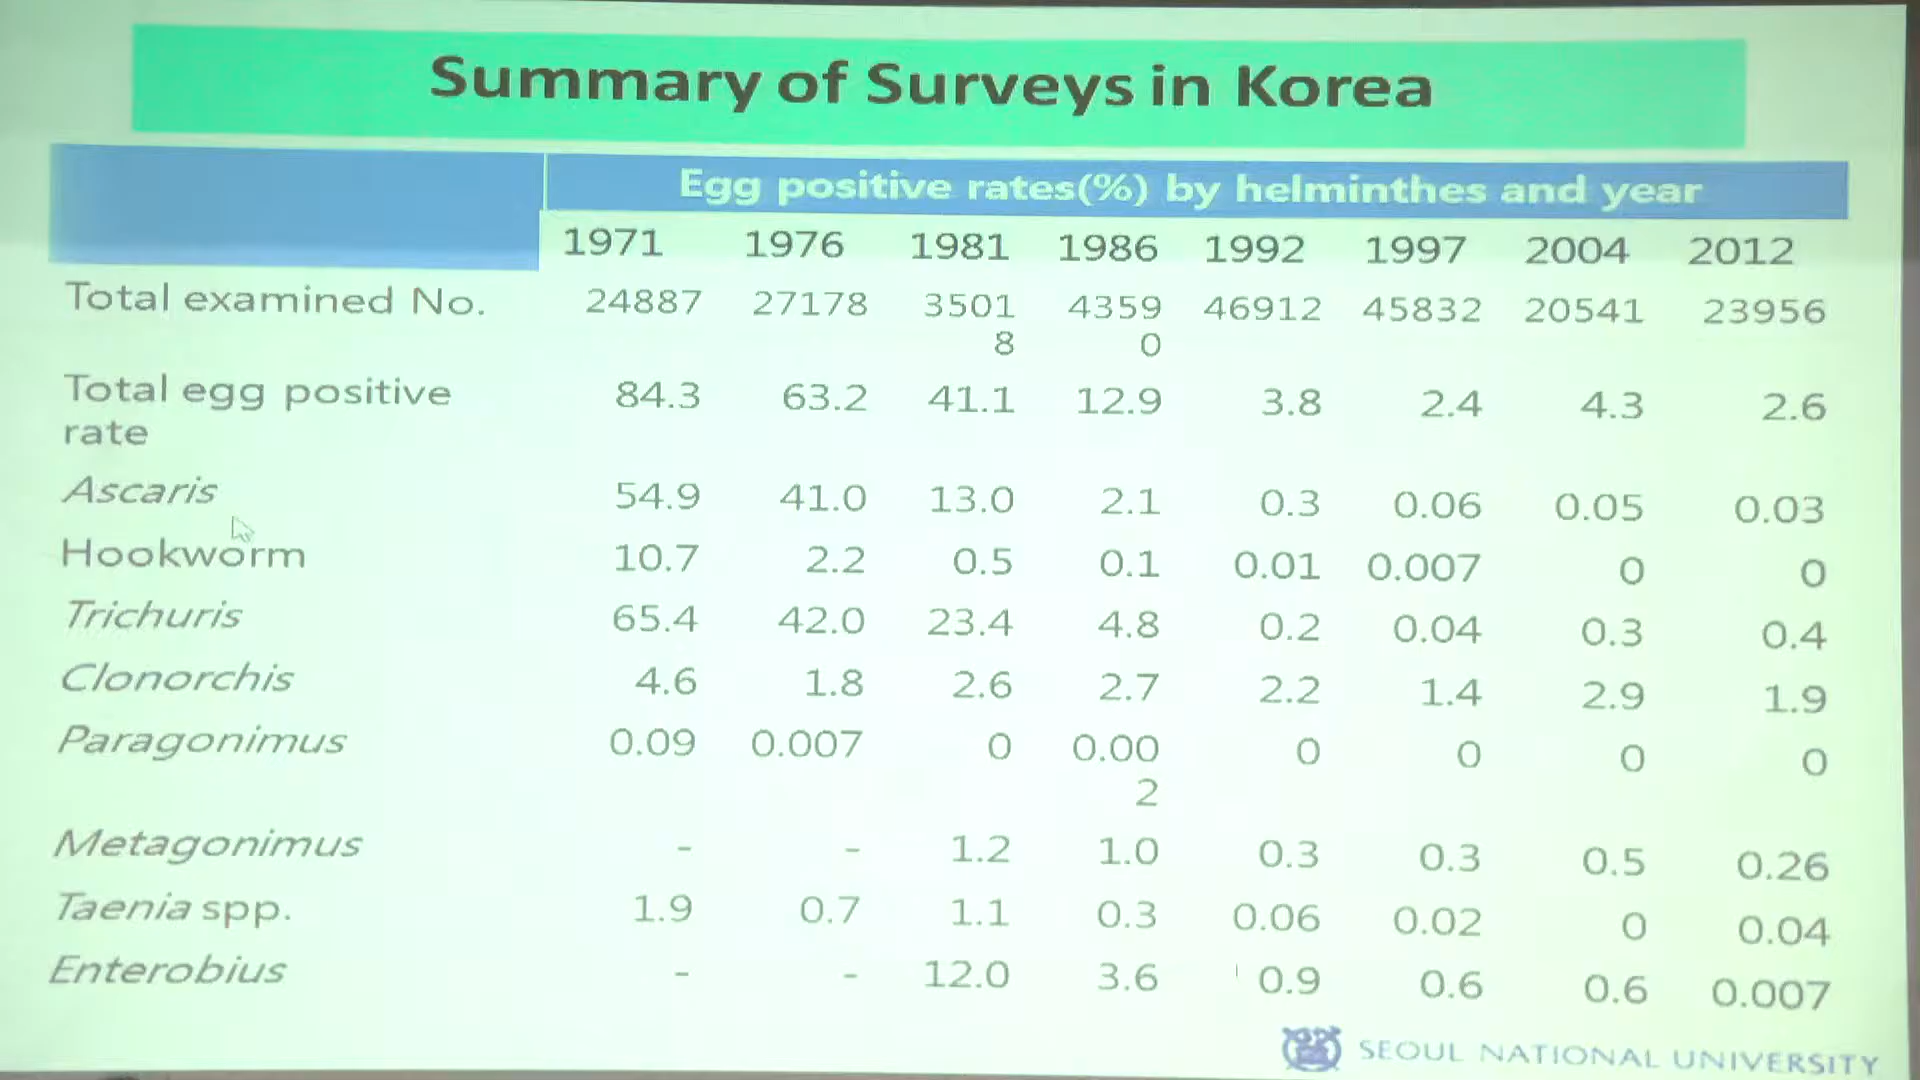 Summary of Surveys in Korea
Egg positive rates(%) by helminthes and year
1971 1976 1981 1986 1992 1997 2004 2012
Total examined No. 24887 27178 3501 4359 46912 45832 20541 23956
8 0
Total egg positive 84.3 63.2 41.1 12.9 3.8 2.4 4.3 2.6
rate
Ascaris 54.9 41.0 13.0 2.1 0.3 0.06 0.05 0.03
Hookworm 10.7 2.2 0.5 0.1 0.01 0.007 0 0
Trichuris 65.4 42.0 23.4 4.8 0.2 0.04 0.3 0.4
Clonorchis 4.6 1.8 2.6 2.7 2.2 1.4 2.9 1.9
Paragonimus 0.09 0.007 0 0.00 0 0 0 0
2
Metagonimus - - 1.2 1.0 0.3 0.3 0.5 0.26
Taenia spp. 1.9 0.7 1.1 0.3 0.06 0.02 0 0.04
Enterobius - - 12.0 3.6 0.9 0.6 0.6 0.007
SEOUL NATIONAL UNIVERSITY